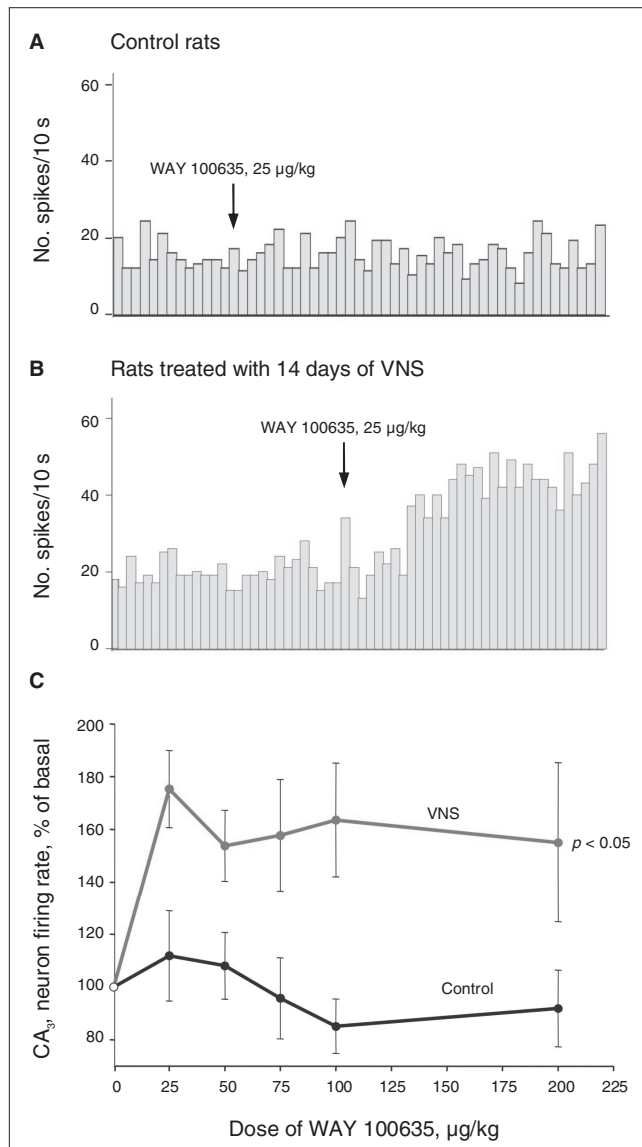 A Control rats
60
40
20
0
No. spikes/10 s
WAY 100635, 25 µg/kg
B Rats treated with 14 days of VNS
60
40
20
0
No. spikes/10 s
WAY 100635, 25 µg/kg
C
200
180
160
140
120
100
80
CA₃, neuron firing rate, % of basal
VNS
p < 0.05
Control
0 25 50 75 100 125 150 175 200 225
Dose of WAY 100635, µg/kg